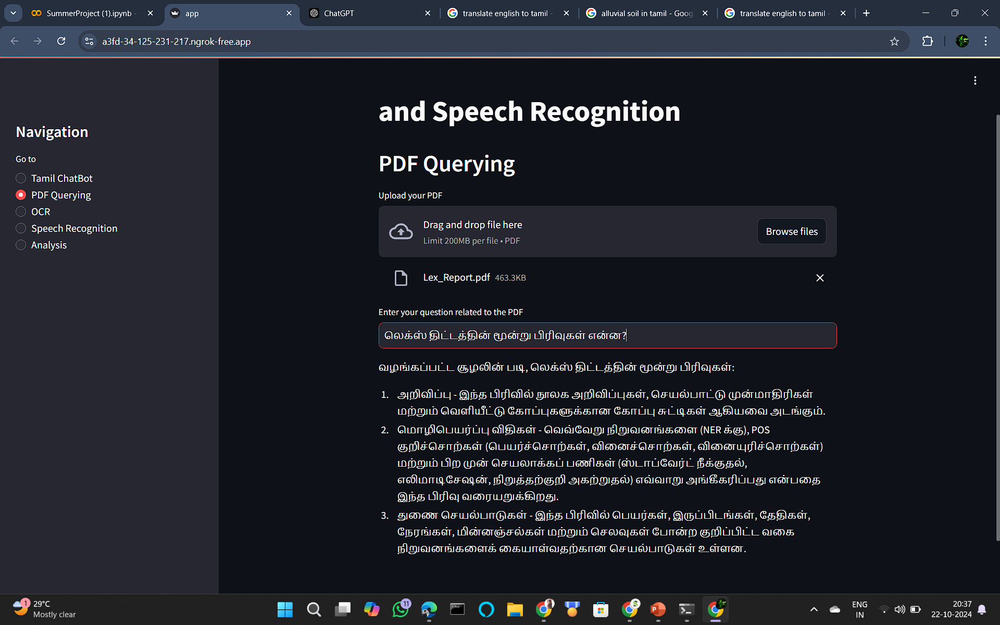 SummerProject (1).ipynb -
app
ChatGPT
translate english to tamil -
alluvial soil in tamil - Goog
translate english to tamil -
a3fd-34-125-231-217.ngrok-free.app
Navigation
Go to
Tamil ChatBot
PDF Querying
OCR
Speech Recognition
Analysis
and Speech Recognition
PDF Querying
Upload your PDF
Drag and drop file here
Limit 200MB per file • PDF
Browse files
Lex_Report.pdf 463.3KB
Enter your question related to the PDF
லெக்ஸ் திட்டத்தின் மூன்று பிரிவுகள் என்ன?
வழங்கப்பட்ட சூழலின் படி, லெக்ஸ் திட்டத்தின் மூன்று பிரிவுகள்:
1. அறிவிப்பு - இந்த பிரிவில் நூலக அறிவிப்புகள், செயல்பாட்டு முன்மாதிரிகள்
மற்றும் வெளியீட்டு கோப்புகளுக்கான கோப்பு சுட்டிகள் ஆகியவை அடங்கும்.
2. மொழிபெயர்ப்பு விதிகள் - வெவ்வேறு நிறுவனங்களை (NER க்கு), POS
குறிச்சொற்கள் (பெயர்ச்சொற்கள், வினைச்சொற்கள், வினையுரிச்சொற்கள்)
மற்றும் பிற முன் செயலாக்கப் பணிகள் (ஸ்டாப்வேர்ட் நீக்குதல்,
எலிமாடிசேஷன், நிறுத்தற்குறி அகற்றுதல்) எவ்வாறு அங்கீகரிப்பது என்பதை
இந்த பிரிவு வரையறுக்கிறது.
3. துணை செயல்பாடுகள் - இந்த பிரிவில் பெயர்கள், இருப்பிடங்கள், தேதிகள்,
நேரங்கள், மின்னஞ்சல்கள் மற்றும் செலவுகள் போன்ற குறிப்பிட்ட வகை
நிறுவனங்களைக் கையாள்வதற்கான செயல்பாடுகள் உள்ளன.
1
29°C
Mostly clear
11
ENG
IN
20:37
22-10-2024